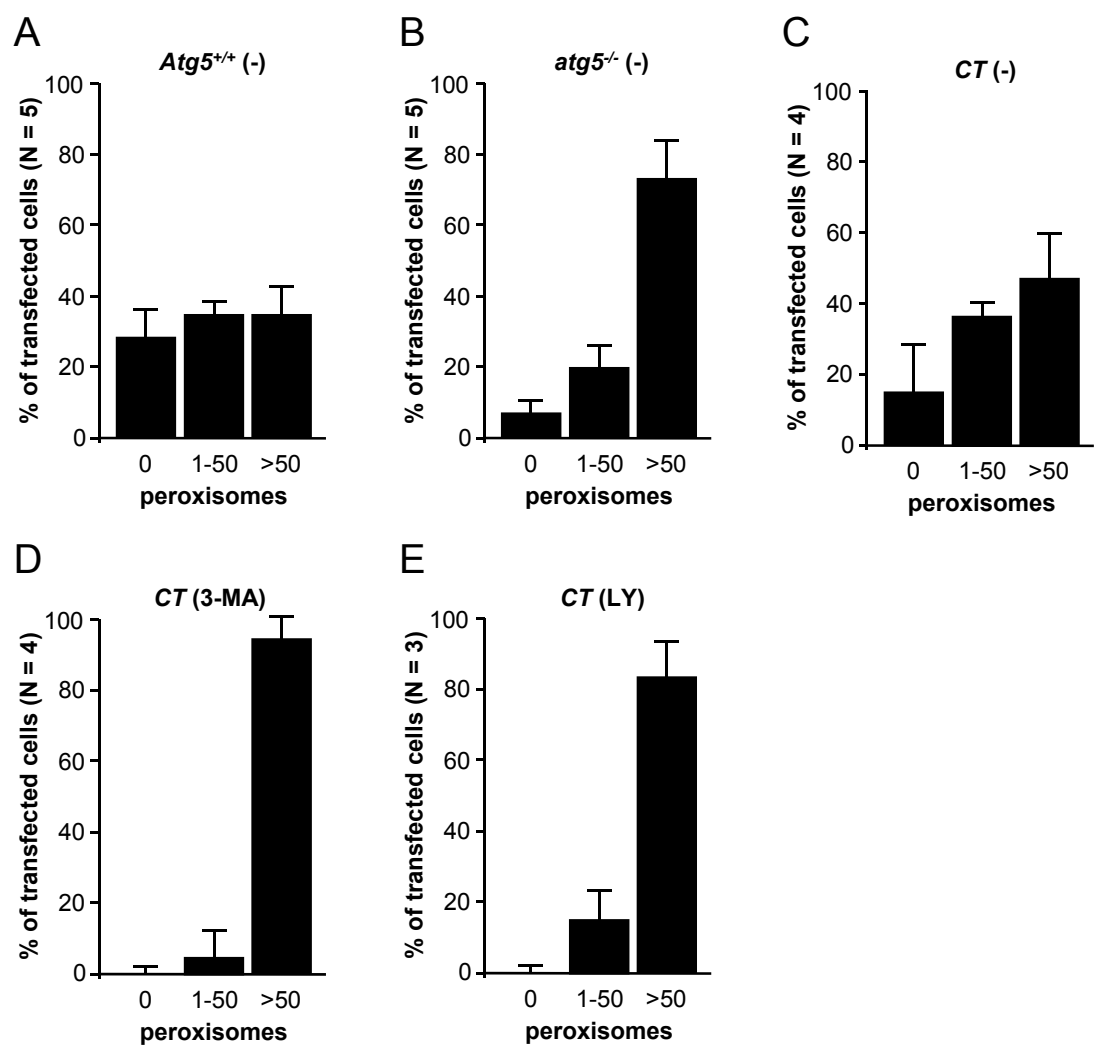 A
Atg5+/+ (-)
% of transfected cells (N = 5)
100
80
60
40
20
0
0 1-50 >50
peroxisomes
B
atg5-/- (-)
% of transfected cells (N = 5)
100
80
60
40
20
0
0 1-50 >50
peroxisomes
C
CT (-)
% of transfected cells (N = 4)
100
80
60
40
20
0
0 1-50 >50
peroxisomes
D
CT (3-MA)
% of transfected cells (N = 4)
100
80
60
40
20
0
0 1-50 >50
peroxisomes
E
CT (LY)
% of transfected cells (N = 3)
100
80
60
40
20
0
0 1-50 >50
peroxisomes